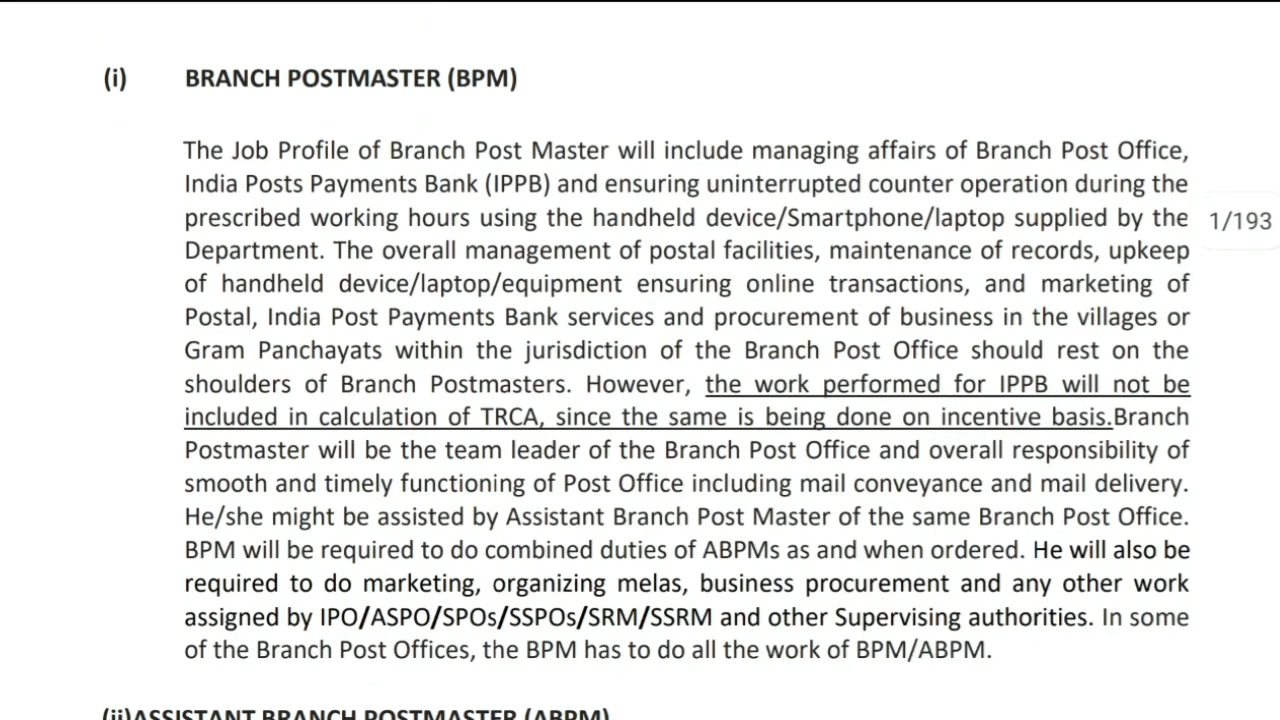 (i) BRANCH POSTMASTER (BPM)
The Job Profile of Branch Post Master will include managing affairs of Branch Post Office,
India Posts Payments Bank (IPPB) and ensuring uninterrupted counter operation during the
prescribed working hours using the handheld device/Smartphone/laptop supplied by the
1/193
Department. The overall management of postal facilities, maintenance of records, upkeep
of handheld device/laptop/equipment ensuring online transactions, and marketing of
Postal, India Post Payments Bank services and procurement of business in the villages or
Gram Panchayats within the jurisdiction of the Branch Post Office should rest on the
shoulders of Branch Postmasters. However, the work performed for IPPB will not be
included in calculation of TRCA, since the same is being done on incentive basis.Branch
Postmaster will be the team leader of the Branch Post Office and overall responsibility of
smooth and timely functioning of Post Office including mail conveyance and mail delivery.
He/she might be assisted by Assistant Branch Post Master of the same Branch Post Office.
BPM will be required to do combined duties of ABPMs as and when ordered. He will also be
required to do marketing, organizing melas, business procurement and any other work
assigned by IPO/ASPO/SPOs/SSPOs/SRM/SSRM and other Supervising authorities. In some
of the Branch Post Offices, the BPM has to do all the work of BPM/ABPM.
(ii)ASSISTANT BRANCH POSTMASTER (ABPM)